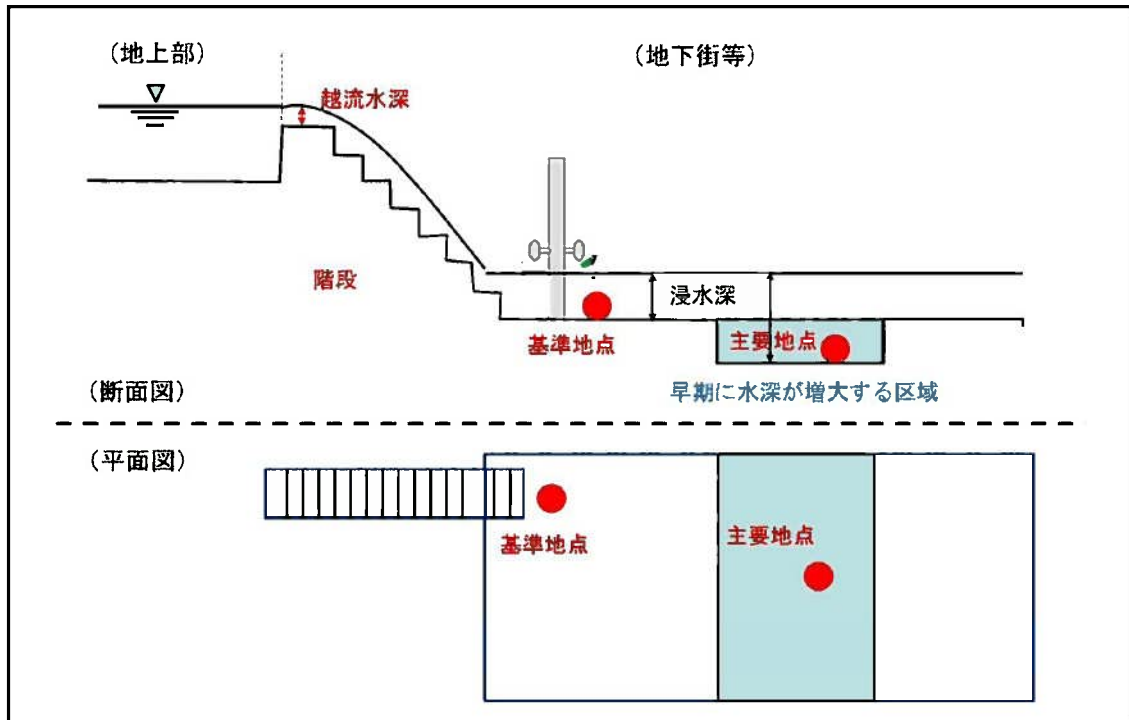 (地上部)
(地下街等)
越流水深
階段
浸水深
基準地点
主要地点
早期に水深が増大する区域
(断面図)
(平面図)
基準地点
主要地点